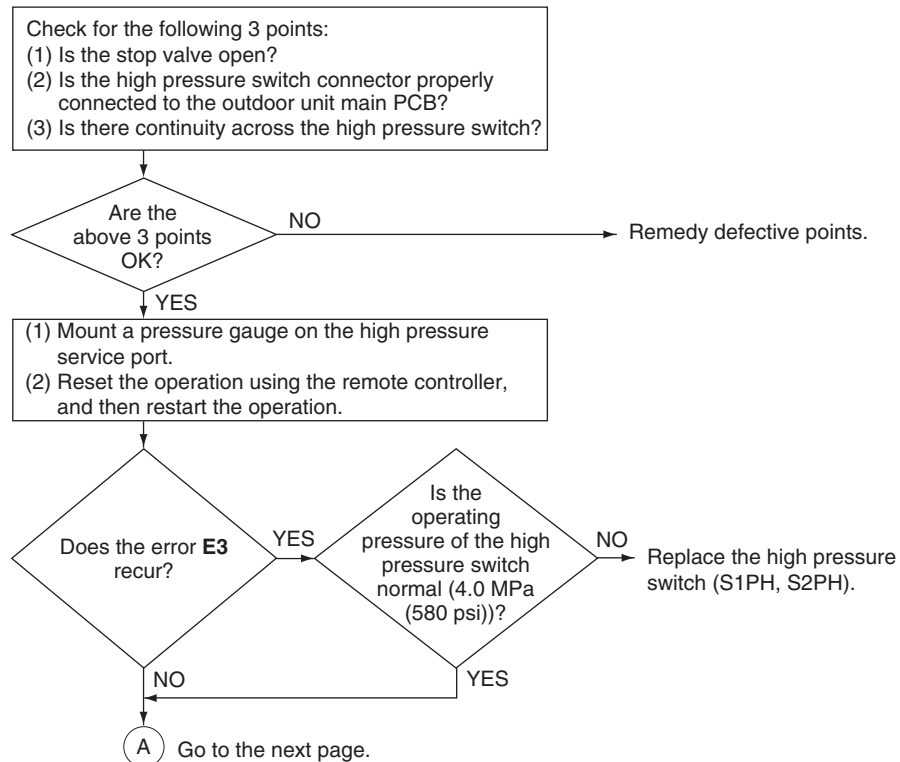 Check for the following 3 points:
(1) Is the stop valve open?
(2) Is the high pressure switch connector properly
connected to the outdoor unit main PCB?
(3) Is there continuity across the high pressure switch?
Are the
above 3 points
OK?
NO
Remedy defective points.
YES
(1) Mount a pressure gauge on the high pressure
service port.
(2) Reset the operation using the remote controller,
and then restart the operation.
Does the error E3
recur?
YES
Is the
operating
pressure of the high
pressure switch
normal (4.0 MPa
(580 psi))?
NO
Replace the high pressure
switch (S1PH, S2PH).
NO
YES
A
Go to the next page.